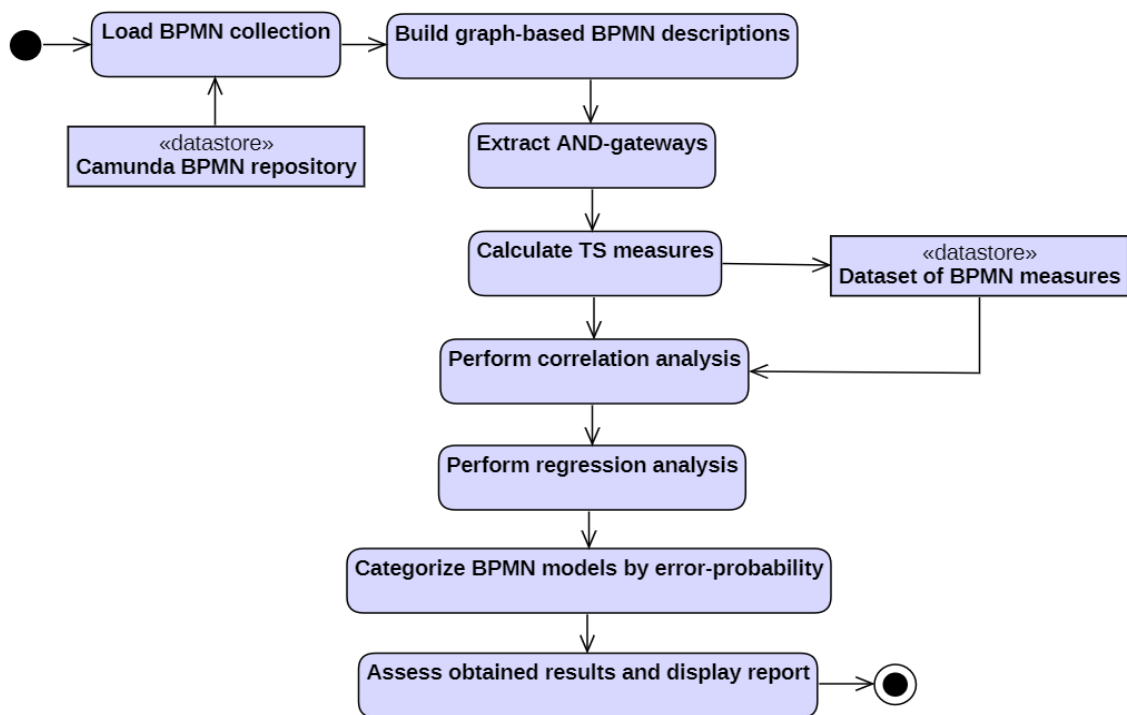 Load BPMN collection
Build graph-based BPMN descriptions
«datastore»
Camunda BPMN repository
Extract AND-gateways
Calculate TS measures
«datastore»
Dataset of BPMN measures
Perform correlation analysis
Perform regression analysis
Categorize BPMN models by error-probability
Assess obtained results and display report